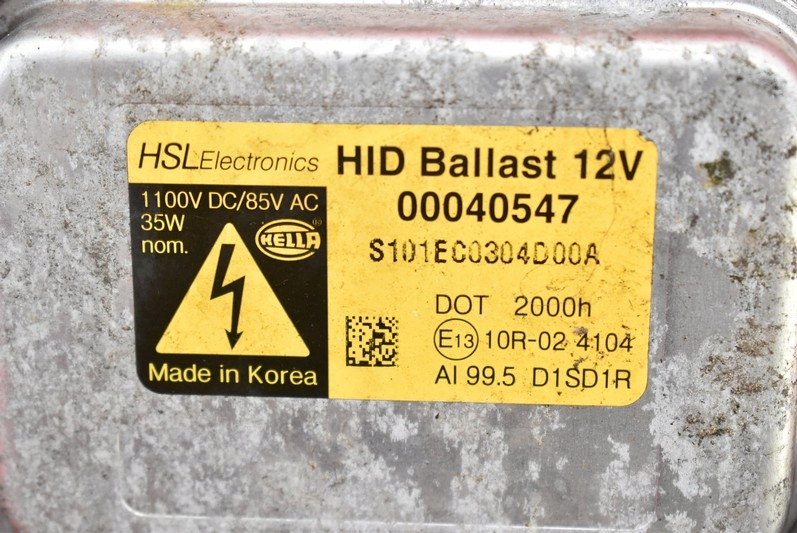 HSLElectronics
HID Ballast 12V
00040547
1100V DC/85V AC
35W
nom.
HELLA
S101EC0304D00A
DOT 2000h
E13 10R-02 4104
AI 99.5 D1SD1R
Made in Korea